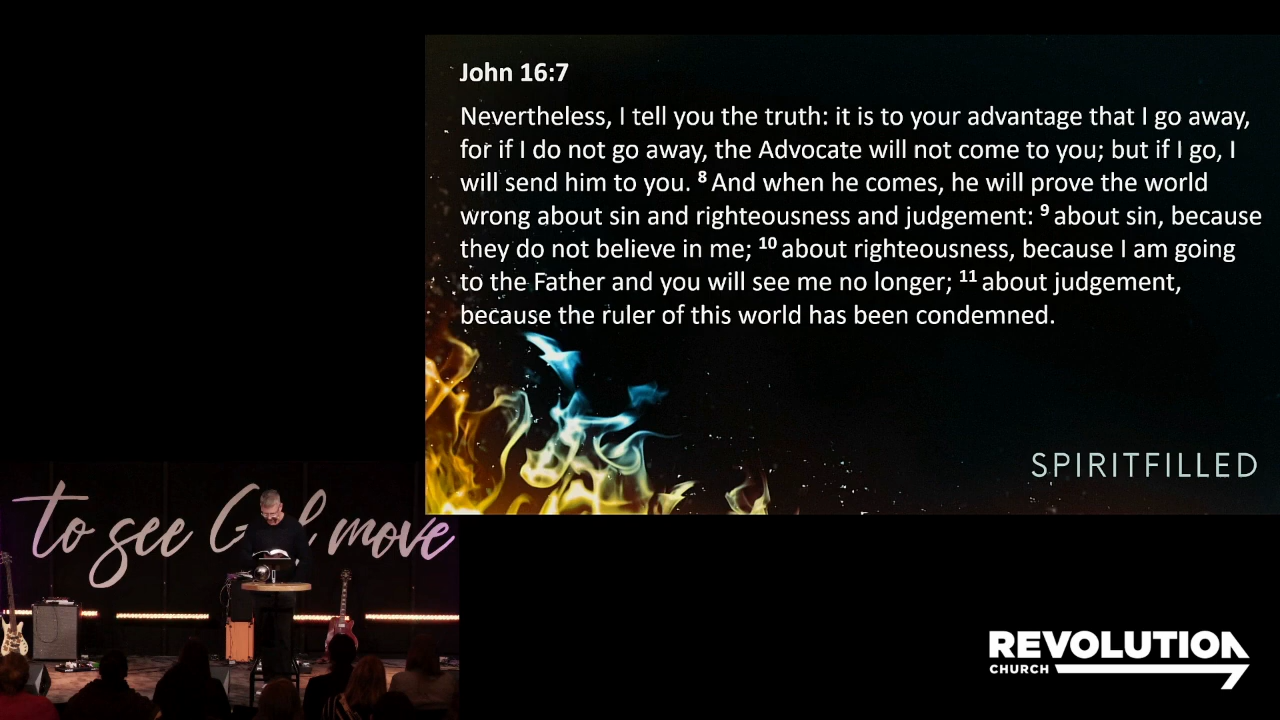 John 16:7
Nevertheless, I tell you the truth: it is to your advantage that I go away,
for if I do not go away, the Advocate will not come to you; but if I go, I
will send him to you. 8 And when he comes, he will prove the world
wrong about sin and righteousness and judgement: 9 about sin, because
they do not believe in me; 10 about righteousness, because I am going
to the Father and you will see me no longer; 11 about judgement,
because the ruler of this world has been condemned.
SPIRITFILLED
to see God move
REVOLUTION
CHURCH